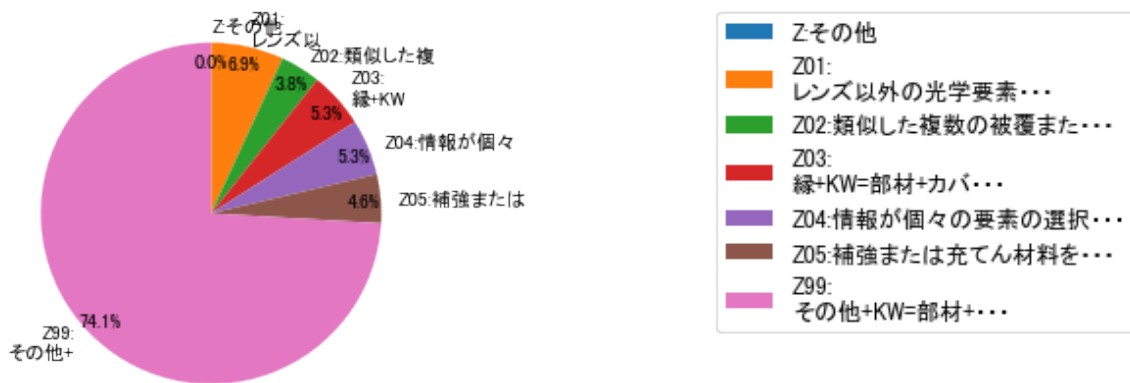 Z:その他
Z01:
レンズ以
Z02:類似した複
Z03:
縁+KW
Z04:情報が個々
Z05:補強または
Z99:
その他+
0.0%
6.9%
3.8%
5.3%
5.3%
4.6%
74.1%
Z:その他
Z01:
レンズ以外の光学要素・・・
Z02:類似した複数の被覆また・・・
Z03:
縁+KW=部材+カバ・・・
Z04:情報が個々の要素の選択・・・
Z05:補強または充てん材料を・・・
Z99:
その他+KW=部材+・・・